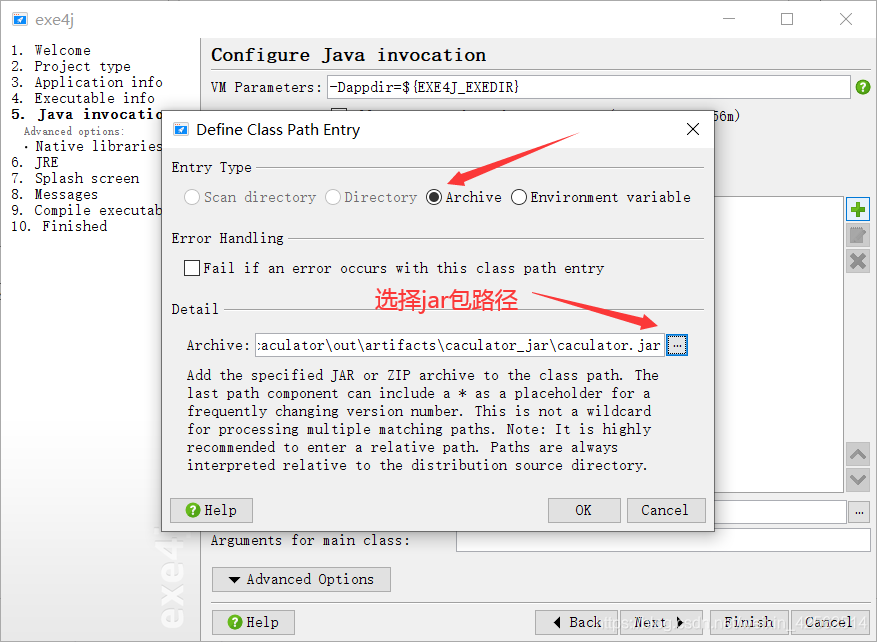 exe4j
1. Welcome
2. Project type
3. Application info
4. Executable info
5. Java invocatio
Advanced options:
· Native libraries
6. JRE
7. Splash screen
8. Messages
9. Compile executab
10. Finished
exe4j
Configure Java invocation
VM Parameters: -Dappdir=${EXE4J_EXEDIR}
56m)
Define Class Path Entry
Entry Type
Scan directory Directory Archive Environment variable
Error Handling
Fail if an error occurs with this class path entry
选择jar包路径
Detail
Archive: caculator\out\artifacts\caculator_jar\caculator.jar ...
Add the specified JAR or ZIP archive to the class path. The
last path component can include a * as a placeholder for a
frequently changing version number. This is not a wildcard
for processing multiple matching paths. Note: It is highly
recommended to enter a relative path. Paths are always
interpreted relative to the distribution source directory.
Help OK Cancel
...
Arguments for main class:
Advanced Options
Help Back Next Finish Cancel